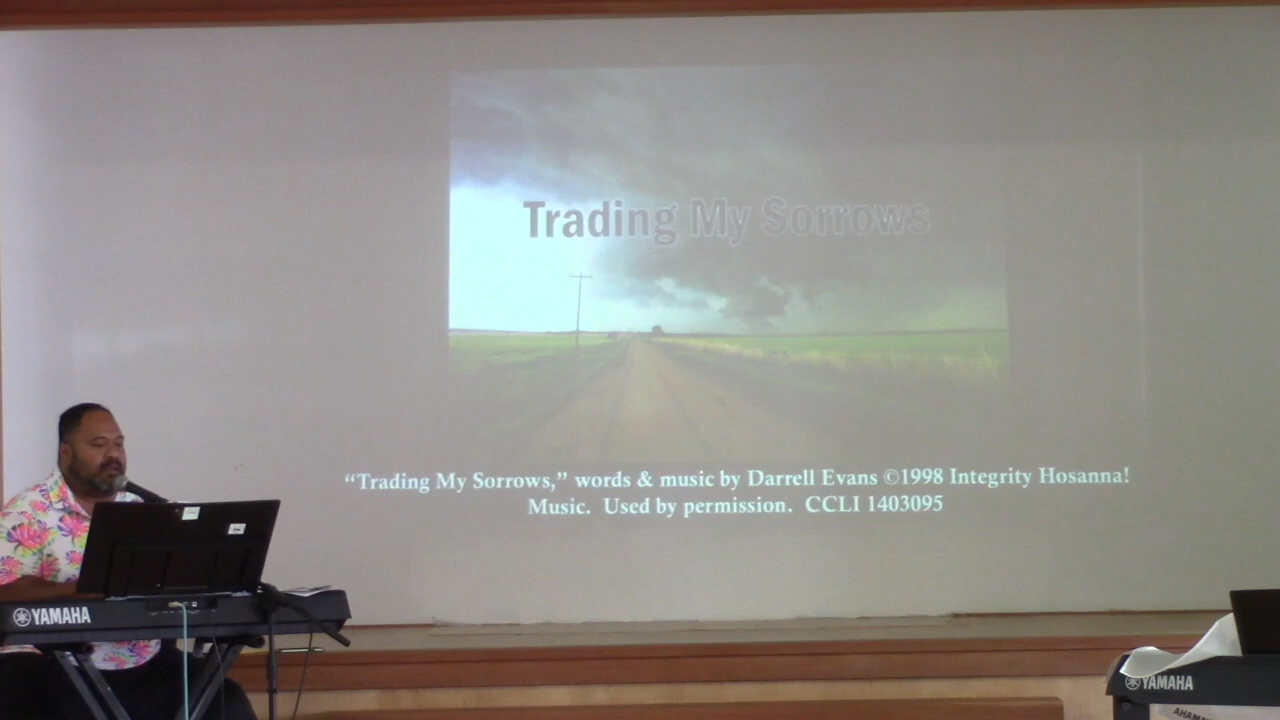 Trading My Sorrows
“Trading My Sorrows,” words & music by Darrell Evans ©1998 Integrity Hosanna!
Music. Used by permission. CCLI 1403095
YAMAHA
YAMAHA